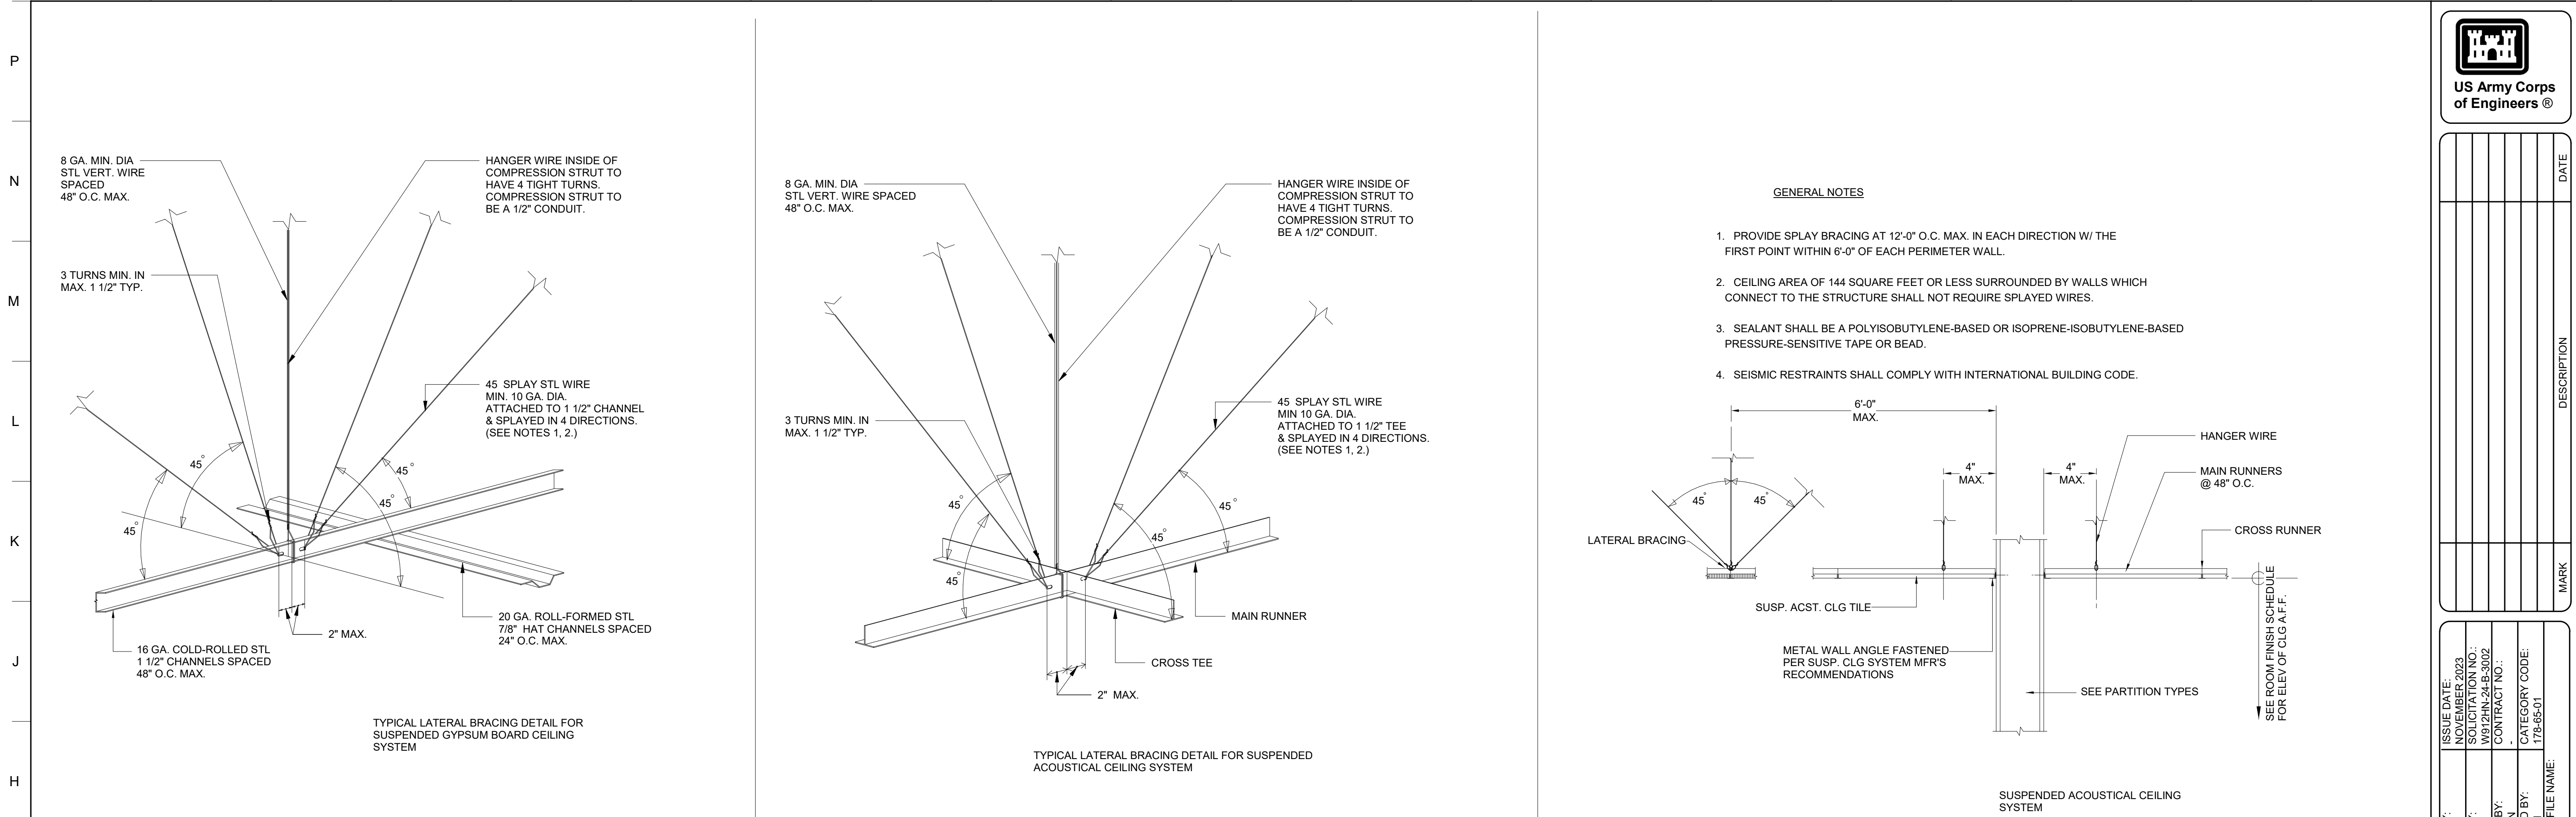 P
N
M
L
K
J
H
8 GA. MIN. DIA
STL VERT. WIRE
SPACED
48" O.C. MAX.
HANGER WIRE INSIDE OF
COMPRESSION STRUT TO
HAVE 4 TIGHT TURNS.
COMPRESSION STRUT TO
BE A 1/2" CONDUIT.
3 TURNS MIN. IN
MAX. 1 1/2" TYP.
45 SPLAY STL WIRE
MIN. 10 GA. DIA.
ATTACHED TO 1 1/2" CHANNEL
& SPLAYED IN 4 DIRECTIONS.
(SEE NOTES 1, 2.)
45°
45°
45°
45°
20 GA. ROLL-FORMED STL
7/8" HAT CHANNELS SPACED
24" O.C. MAX.
2" MAX.
16 GA. COLD-ROLLED STL
1 1/2" CHANNELS SPACED
48" O.C. MAX.
TYPICAL LATERAL BRACING DETAIL FOR
SUSPENDED GYPSUM BOARD CEILING
SYSTEM
8 GA. MIN. DIA
STL VERT. WIRE SPACED
48" O.C. MAX.
HANGER WIRE INSIDE OF
COMPRESSION STRUT TO
HAVE 4 TIGHT TURNS.
COMPRESSION STRUT TO
BE A 1/2" CONDUIT.
3 TURNS MIN. IN
MAX. 1 1/2" TYP.
45 SPLAY STL WIRE
MIN 10 GA. DIA.
ATTACHED TO 1 1/2" TEE
& SPLAYED IN 4 DIRECTIONS.
(SEE NOTES 1, 2.)
45°
45°
45°
45°
MAIN RUNNER
CROSS TEE
2" MAX.
TYPICAL LATERAL BRACING DETAIL FOR SUSPENDED
ACOUSTICAL CEILING SYSTEM
GENERAL NOTES
1. PROVIDE SPLAY BRACING AT 12'-0" O.C. MAX. IN EACH DIRECTION W/ THE
FIRST POINT WITHIN 6'-0" OF EACH PERIMETER WALL.
2. CEILING AREA OF 144 SQUARE FEET OR LESS SURROUNDED BY WALLS WHICH
CONNECT TO THE STRUCTURE SHALL NOT REQUIRE SPLAYED WIRES.
3. SEALANT SHALL BE A POLYISOBUTYLENE-BASED OR ISOPRENE-ISOBUTYLENE-BASED
PRESSURE-SENSITIVE TAPE OR BEAD.
4. SEISMIC RESTRAINTS SHALL COMPLY WITH INTERNATIONAL BUILDING CODE.
6'-0"
MAX.
HANGER WIRE
4"
MAX.
4"
MAX.
MAIN RUNNERS
@ 48" O.C.
45°
45°
CROSS RUNNER
LATERAL BRACING
SUSP. ACST. CLG TILE
METAL WALL ANGLE FASTENED
PER SUSP. CLG SYSTEM MFR'S
RECOMMENDATIONS
SEE PARTITION TYPES
SEE ROOM FINISH SCHEDULE
FOR ELEV OF CLG A.F.F.
SUSPENDED ACOUSTICAL CEILING
SYSTEM
US Army Corps
of Engineers ®
DATE
DESCRIPTION
MARK
ISSUE DATE:
NOVEMBER 2023
SOLICITATION NO.:
W912HN-24-B-3002
CONTRACT NO.:
-
CATEGORY CODE:
178-65-01
BY:
BY:
FILE NAME: